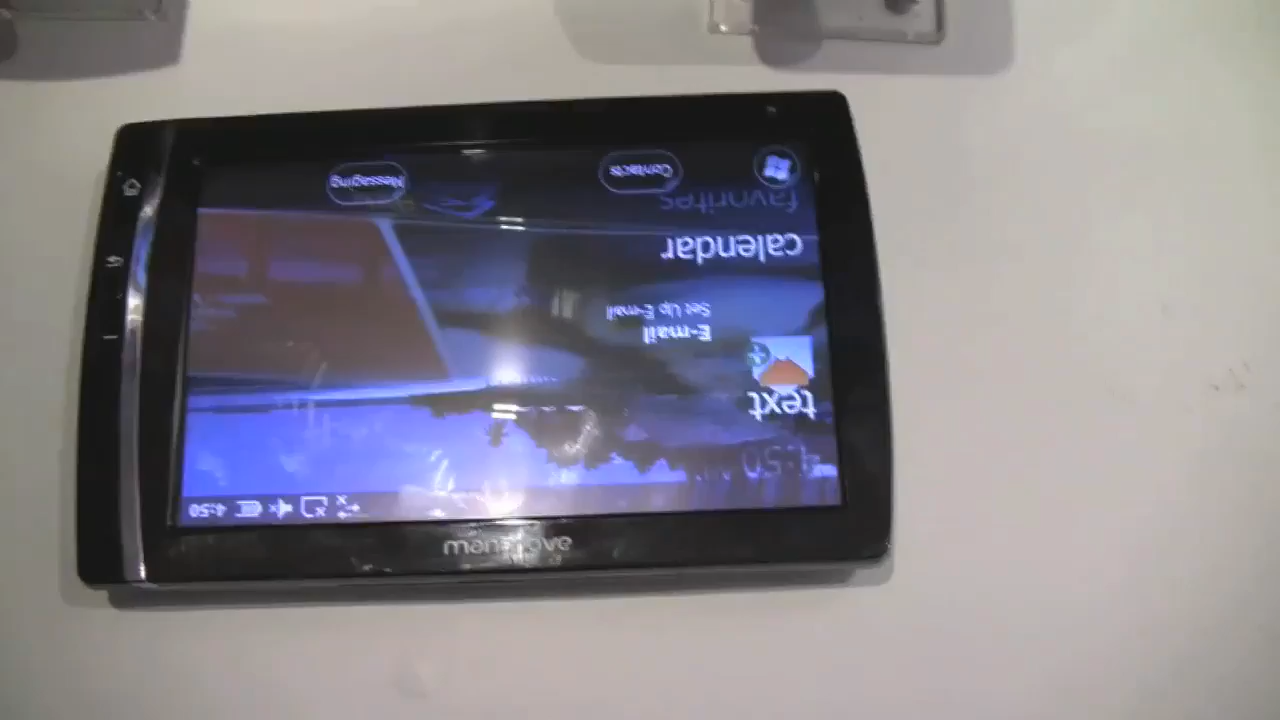 4:50
4:50
text
E-mail
Set Up E-mail
calendar
favorites
Contacts
Messaging